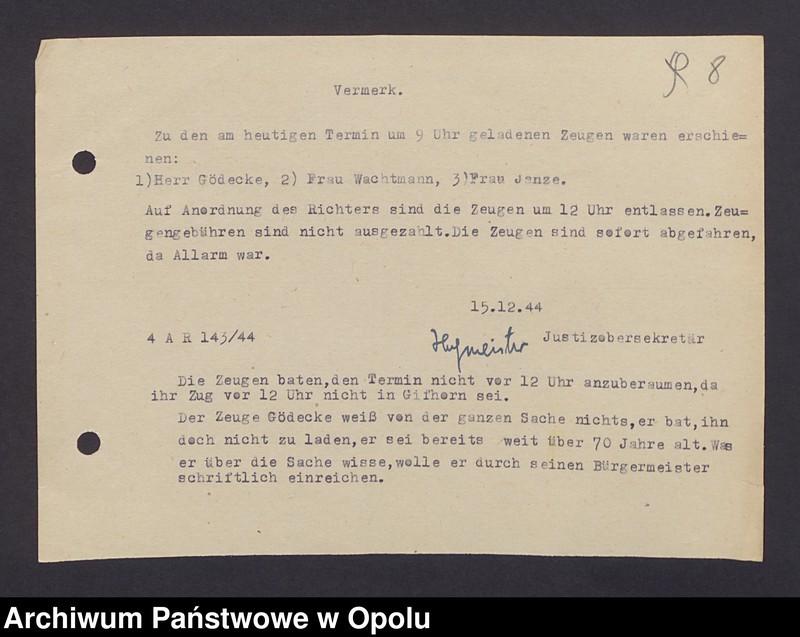 R 8
Vermerk.
Zu den am heutigen Termin um 9 Uhr geladenen Zeugen waren erschie=
nen:
1)Herr Gödecke, 2) Frau Wachtmann, 3)Frau Janze.
Auf Anordnung des Richters sind die Zeugen um 12 Uhr entlassen.Zeu=
gengebühren sind nicht ausgezahlt.Die Zeugen sind sofort abgefahren,
da Allarm war.
15.12.44
4 A R 143/44
Justizobersekretär
Die Zeugen baten,den Termin nicht vor 12 Uhr anzuberaumen,da
ihr Zug vor 12 Uhr nicht in Gifhorn sei.
Der Zeuge Gödecke weiß von der ganzen Sache nichts,er bat,ihn
doch nicht zu laden,er sei bereits weit über 70 Jahre alt.Was
er über die Sache wisse,wolle er durch seinen Bürgermeister
schriftlich einreichen.
Archiwum Państwowe w Opolu